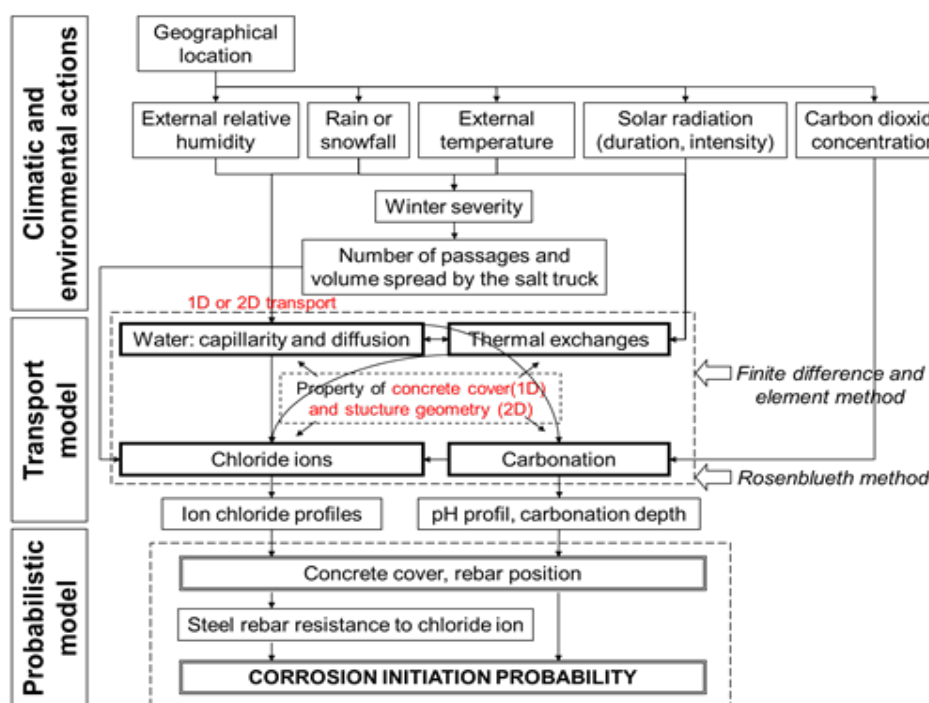 Climatic and
environmental actions
Geographical
location
External relative
humidity
Rain or
snowfall
External
temperature
Solar radiation
(duration, intensity)
Carbon dioxid
concentration
Winter severity
Number of passages and
volume spread by the salt truck
1D or 2D transport
Transport
model
Water: capillarity and diffusion
Thermal exchanges
Property of concrete cover(1D)
and stucture geometry (2D)
Finite difference and
element method
Chloride ions
Carbonation
Rosenblueth method
Ion chloride profiles
pH profil, carbonation depth
Probabilistic
model
Concrete cover, rebar position
Steel rebar resistance to chloride ion
CORROSION INITIATION PROBABILITY